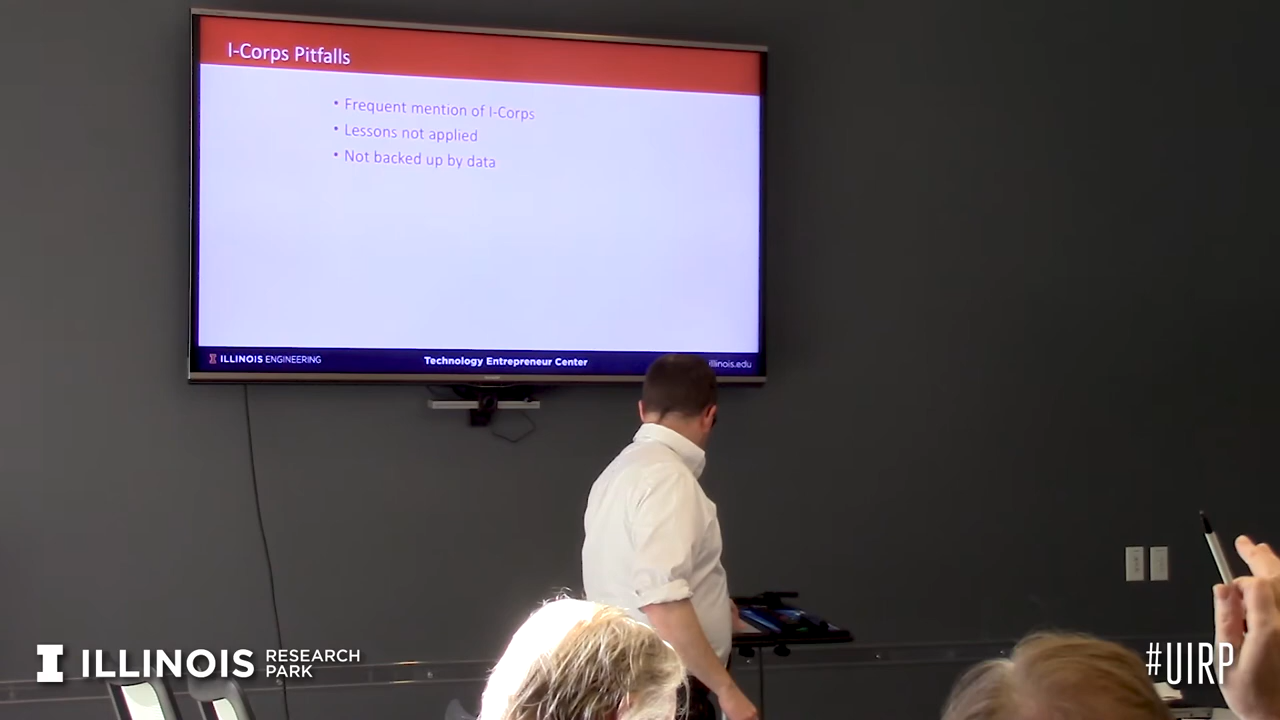 I-Corps Pitfalls
• Frequent mention of I-Corps
• Lessons not applied
• Not backed up by data
ILLINOIS ENGINEERING
Technology Entrepreneur Center
illinois.edu
ILLINOIS RESEARCH PARK
#UIRP